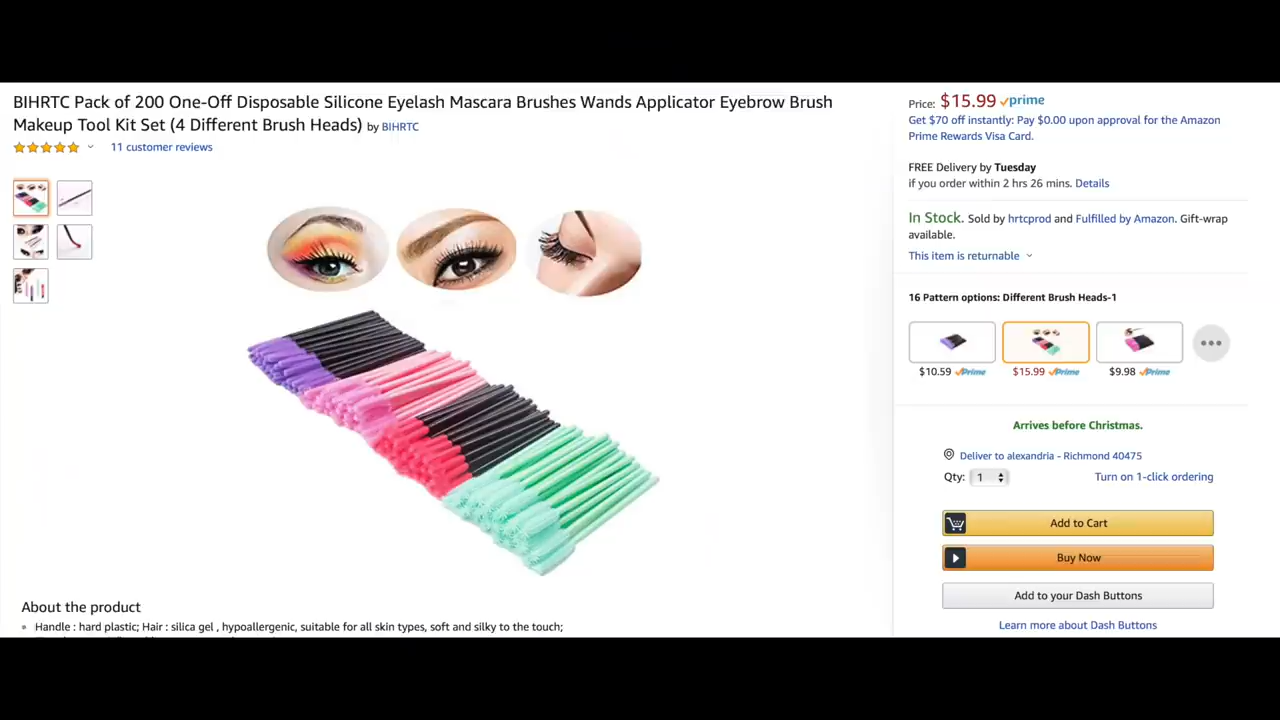 BIHRTC Pack of 200 One-Off Disposable Silicone Eyelash Mascara Brushes Wands Applicator Eyebrow Brush
Makeup Tool Kit Set (4 Different Brush Heads) by BIHRTC
11 customer reviews
About the product
Handle : hard plastic; Hair : silica gel , hypoallergenic, suitable for all skin types, soft and silky to the touch;
Price: $15.99 prime
Get $70 off instantly: Pay $0.00 upon approval for the Amazon
Prime Rewards Visa Card.
FREE Delivery by Tuesday
if you order within 2 hrs 26 mins. Details
In Stock. Sold by hrtcprod and Fulfilled by Amazon. Gift-wrap
available.
This item is returnable
16 Pattern options: Different Brush Heads-1
$10.59 Prime $15.99 Prime $9.98 Prime
Arrives before Christmas.
Deliver to alexandria - Richmond 40475
Qty: 1 Turn on 1-click ordering
Add to Cart
Buy Now
Add to your Dash Buttons
Learn more about Dash Buttons